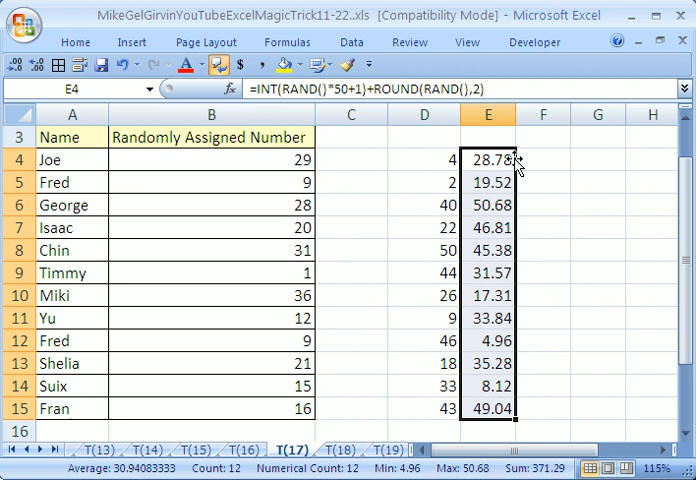 MikeGelGirvinYouTubeExcelMagicTrick11-22..xls [Compatibility Mode] - Microsoft Excel
Home Page Layout Formulas Data Review View Developer
E4 fx =INT(RAND()*50+1)+ROUND(RAND(),2)
A B C D E F G H
3 Name Randomly Assigned Number
4 Joe 29 4 28.78
5 Fred 9 2 19.52
6 George 28 40 50.68
7 Isaac 20 22 46.81
8 Chin 31 50 45.38
9 Timmy 1 44 31.57
10 Miki 36 26 17.31
11 Yu 12 9 33.84
12 Fred 9 46 4.96
13 Shelia 21 18 35.28
14 Suix 15 33 8.12
15 Fran 16 43 49.04
16
T(13) T(14) T(15) T(16) T(17) T(18) T(19)
Average: 30.94083333 Count: 12 Numerical Count: 12 Min: 4.96 Max: 50.68 Sum: 371.29 115%